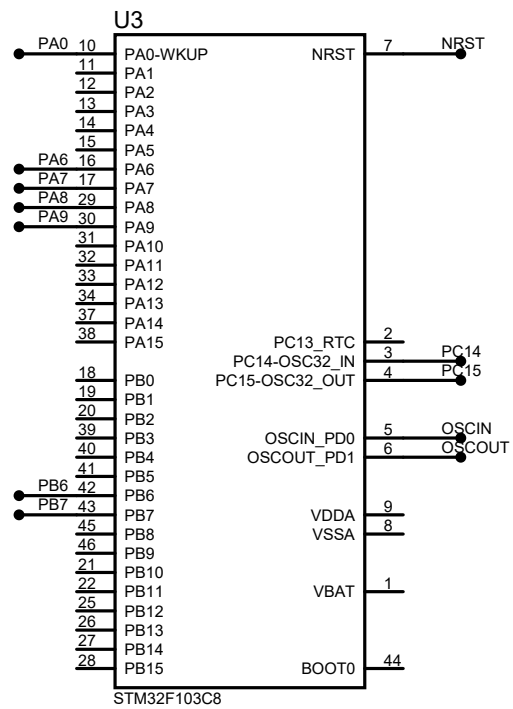 U3
PA0 10 PA0-WKUP NRST 7 NRST
11 PA1
12 PA2
13 PA3
14 PA4
15 PA5
PA6 16 PA6
PA7 17 PA7
PA8 29 PA8
PA9 30 PA9
31 PA10
32 PA11
33 PA12
34 PA13
37 PA14
38 PA15 PC13_RTC 2
PC14-OSC32_IN 3 PC14
18 PB0 PC15-OSC32_OUT 4 PC15
19 PB1
20 PB2
39 PB3 OSCIN_PD0 5 OSCIN
40 PB4 OSCOUT_PD1 6 OSCOUT
41 PB5
PB6 42 PB6
PB7 43 PB7 VDDA 9
45 PB8 VSSA 8
46 PB9
21 PB10
22 PB11 VBAT 1
25 PB12
26 PB13
27 PB14
28 PB15 BOOT0 44
STM32F103C8